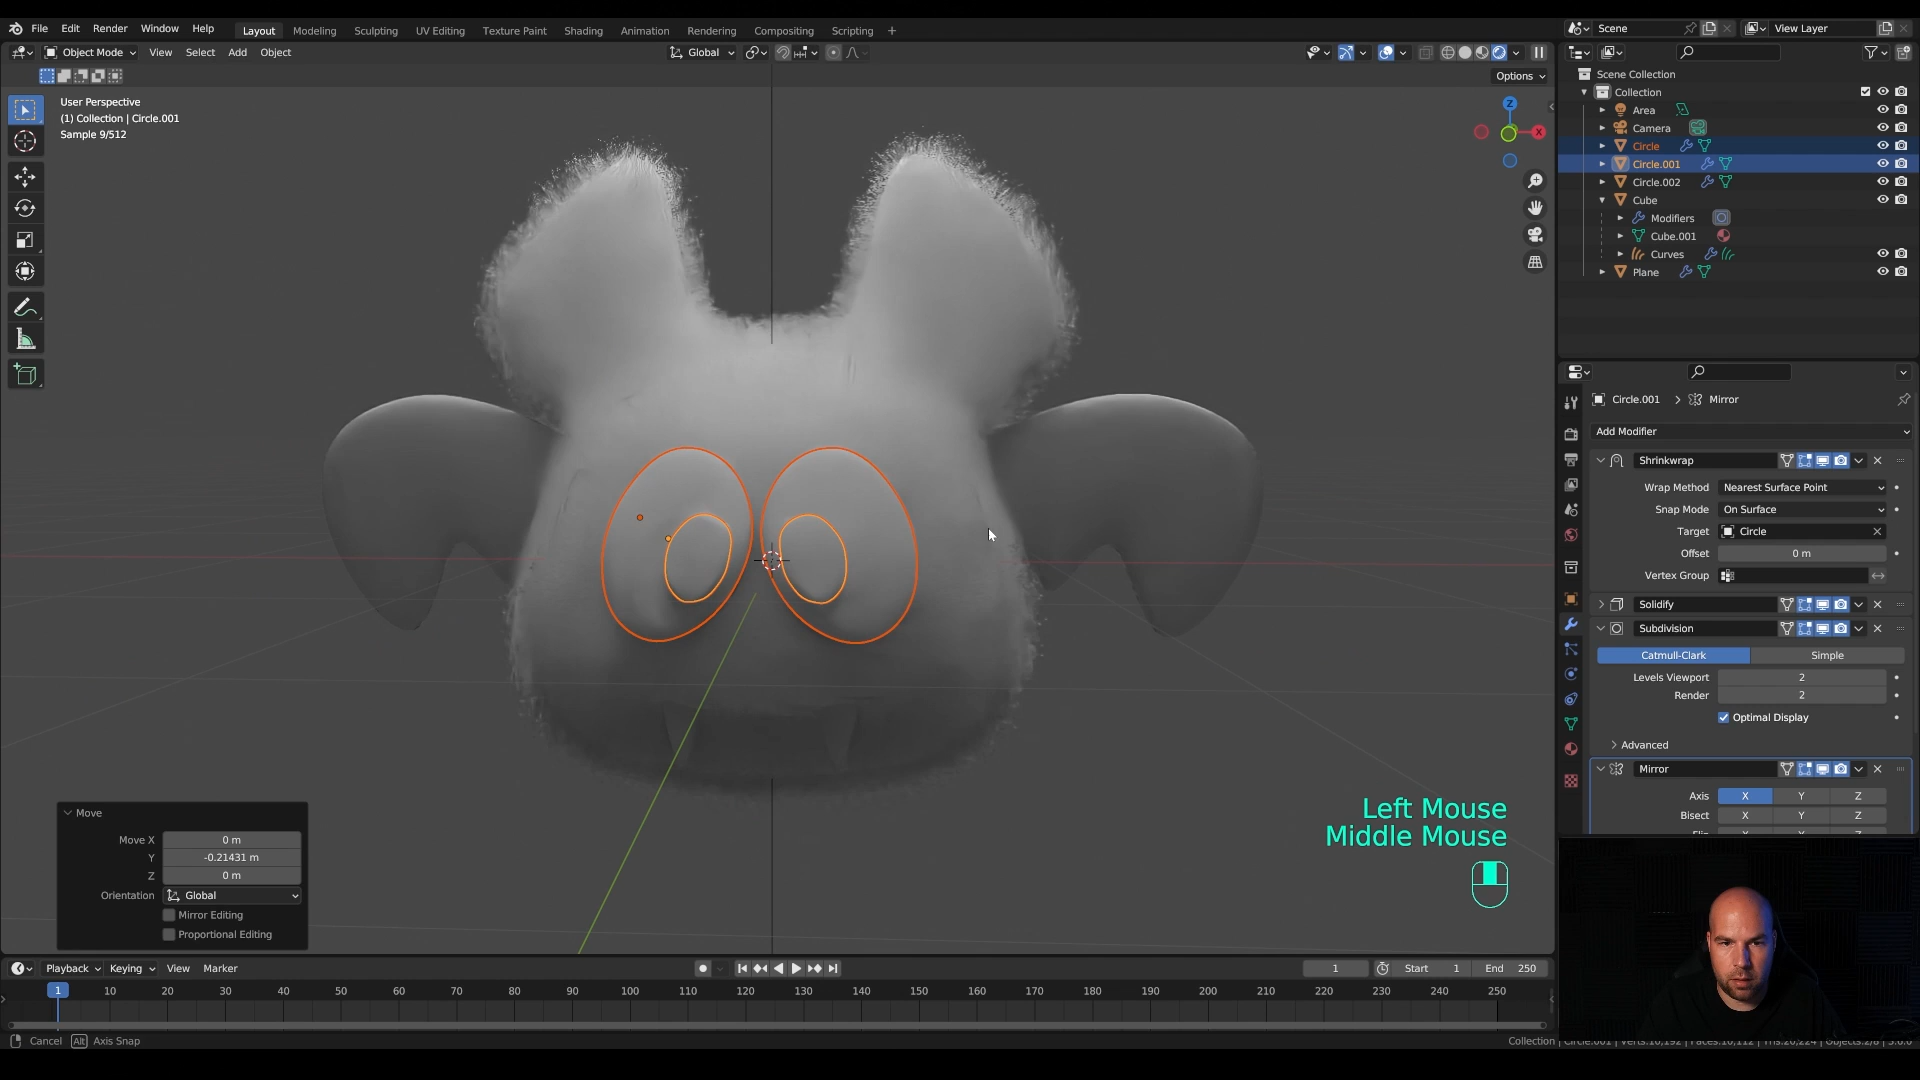 File Edit Render Window Help Layout Modeling Sculpting UV Editing Texture Paint Shading Animation Rendering Compositing Scripting + Scene View Layer
Object Mode View Select Add Object Global
Options
User Perspective
(1) Collection | Circle.001
Sample 9/512
Z
X
Scene Collection
Collection
Area
Camera
Circle
Circle.001
Circle.002
Cube
Modifiers
Cube.001
Curves
Plane
Circle.001 > Mirror
Add Modifier
Shrinkwrap
Wrap Method Nearest Surface Point
Snap Mode On Surface
Target Circle
Offset 0 m
Vertex Group
Solidify
Subdivision
Catmull-Clark Simple
Levels Viewport 2
Render 2
Optimal Display
Advanced
Mirror
Axis X Y Z
Bisect X Y Z
Move
Move X 0 m
Y -0.21431 m
Z 0 m
Orientation Global
Mirror Editing
Proportional Editing
Left Mouse
Middle Mouse
Playback Keying View Marker 1 Start 1 End 250
1 10 20 30 40 50 60 70 80 90 100 110 120 130 140 150 160 170 180 190 200 210 220 230 240 250
Cancel Alt Axis Snap